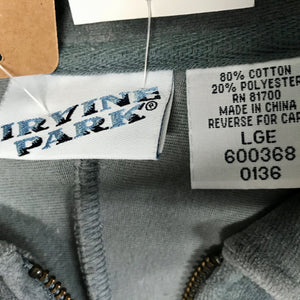 IRVINE
PARK®
80% COTTON
20% POLYESTER
RN 81700
MADE IN CHINA
REVERSE FOR CAR
LGE
600368
0136